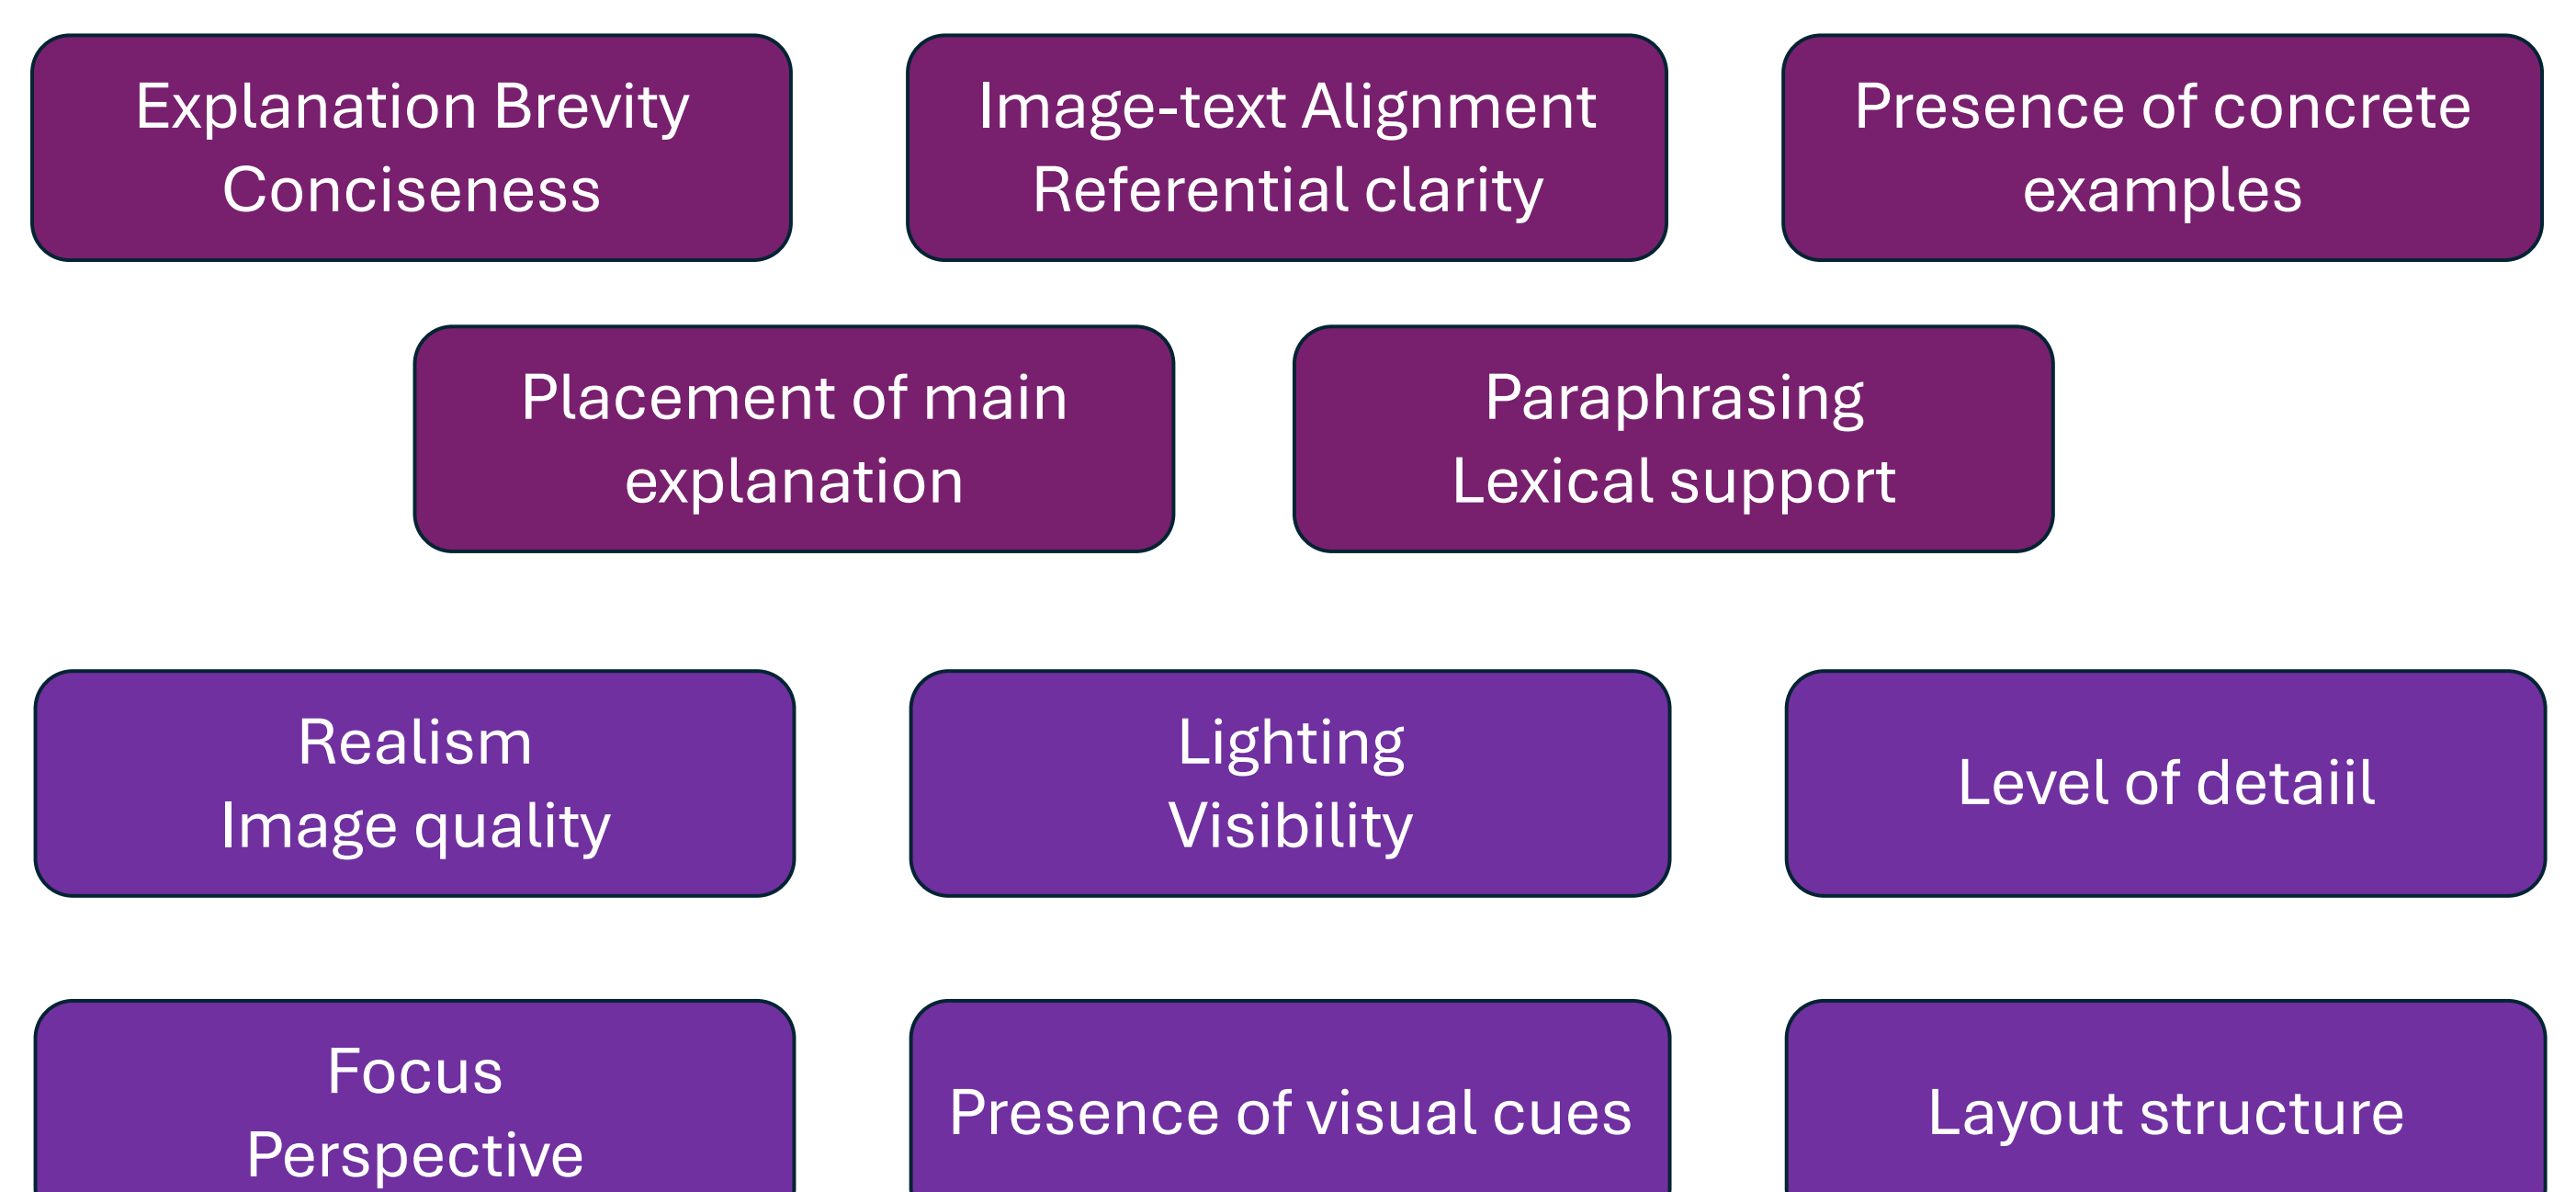 Explanation Brevity
Conciseness
Image-text Alignment
Referential clarity
Presence of concrete
examples
Placement of main
explanation
Paraphrasing
Lexical support
Realism
Image quality
Lighting
Visibility
Level of detaiil
Focus
Perspective
Presence of visual cues
Layout structure